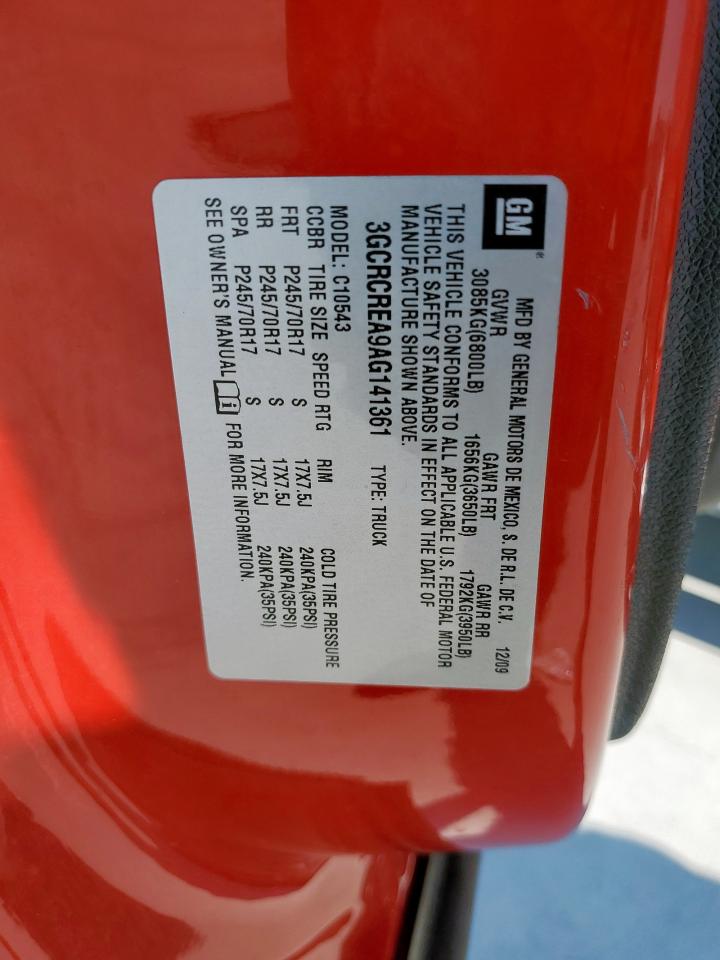 GM
MFD BY GENERAL MOTORS DE MEXICO, S. DE R.L. DE C.V. 12/09
GVWR GAWR FRT GAWR RR
3085KG(6800LB) 1656KG(3650LB) 1792KG(3950LB)
THIS VEHICLE CONFORMS TO ALL APPLICABLE U.S. FEDERAL MOTOR
VEHICLE SAFETY STANDARDS IN EFFECT ON THE DATE OF
MANUFACTURE SHOWN ABOVE.
3GCRCREA9AG141361 TYPE: TRUCK
MODEL: C10543
CCBR TIRE SIZE SPEED RTG RIM COLD TIRE PRESSURE
FRT P245/70R17 S 17X7.5J 240KPA(35PSI)
RR P245/70R17 S 17X7.5J 240KPA(35PSI)
SPA P245/70R17 S 17X7.5J 240KPA(35PSI)
SEE OWNER'S MANUAL i FOR MORE INFORMATION.